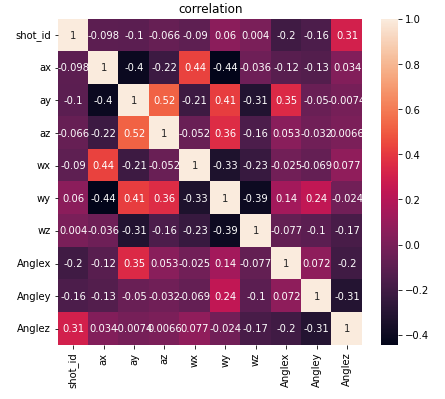 correlation
shot_id 1 -0.098 -0.1 -0.066 -0.09 0.06 0.004 -0.2 -0.16 0.31
ax -0.098 1 -0.4 -0.22 0.44 -0.44 -0.036 -0.12 -0.13 0.034
ay -0.1 -0.4 1 0.52 -0.21 0.41 -0.31 0.35 -0.05 -0.0074
az -0.066 -0.22 0.52 1 -0.052 0.36 -0.16 0.053 -0.032 0.0066
wx -0.09 0.44 -0.21 -0.052 1 -0.33 -0.23 -0.025 -0.069 0.077
wy 0.06 -0.44 0.41 0.36 -0.33 1 -0.39 0.14 0.24 -0.024
wz 0.004 -0.036 -0.31 -0.16 -0.23 -0.39 1 -0.077 -0.1 -0.17
Anglex -0.2 -0.12 0.35 0.053 -0.025 0.14 -0.077 1 0.072 -0.2
Angley -0.16 -0.13 -0.05 -0.032 -0.069 0.24 -0.1 0.072 1 -0.31
Anglez 0.31 0.034 -0.0074 0.0066 0.077 -0.024 -0.17 -0.2 -0.31 1
shot_id ax ay az wx wy wz Anglex Angley Anglez
1.0
0.8
0.6
0.4
0.2
0.0
-0.2
-0.4